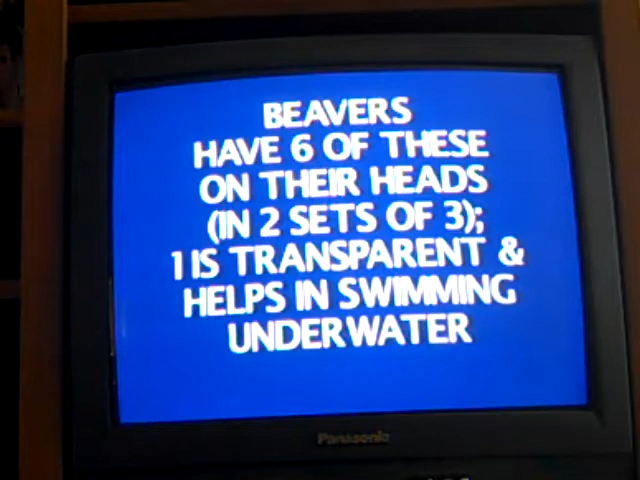 BEAVERS
HAVE 6 OF THESE
ON THEIR HEADS
(IN 2 SETS OF 3);
1 IS TRANSPARENT &
HELPS IN SWIMMING
UNDERWATER
Panasonic